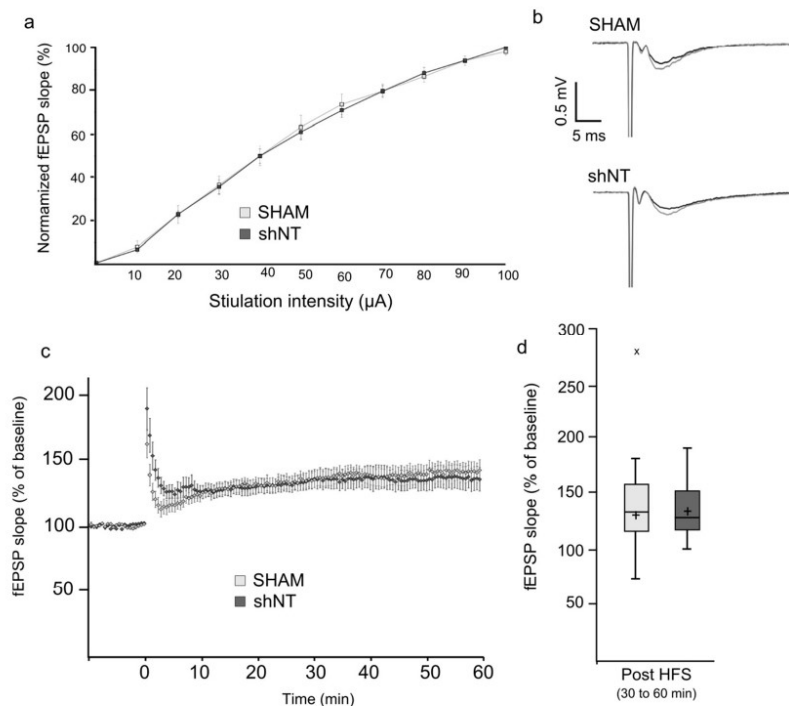 a
Normamized fEPSP slope (%)
100
80
60
40
20
SHAM
shNT
10 20 30 40 50 60 70 80 90 100
Stiulation intensity (µA)
b
SHAM
0.5 mV
5 ms
shNT
c
fEPSP slope (% of baseline)
200
150
100
50
SHAM
shNT
0 10 20 30 40 50 60
Time (min)
d
fEPSP slope (% of baseline)
300
250
200
150
130
100
50
x
+ +
Post HFS
(30 to 60 min)